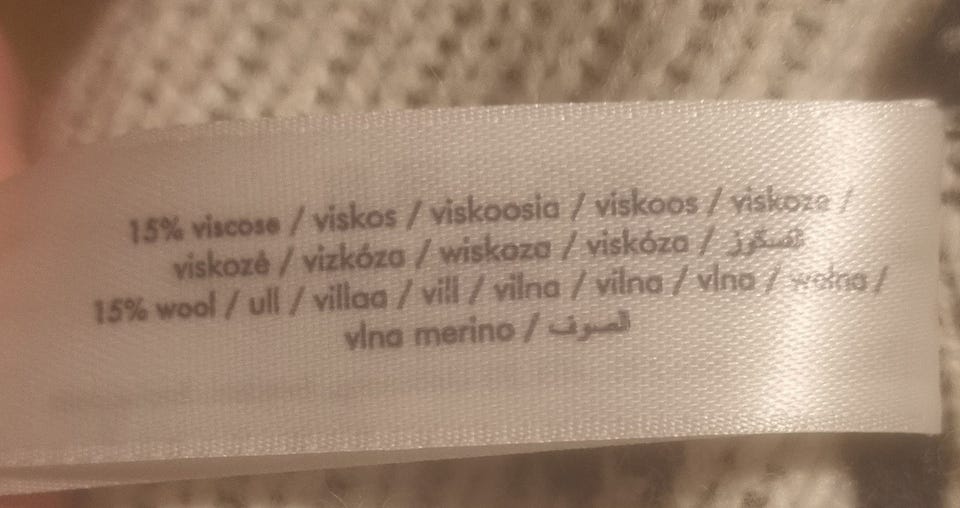 15% viscose / viskos / viskoosia / viskoos / viskoze /
viskozė / vizkóza / wiskoza / viskóza / الفسكوز
15% wool / ull / villaa / vill / vilna / vilna / vlna / wełna /
vlna merino / الصوف